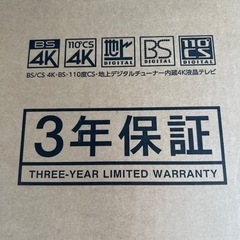 BS 4K 110°CS 4K 地上 DIGITAL BS DIGITAL 110°CS DIGITAL
BS/CS 4K・BS・110度CS・地上デジタルチューナー内蔵4K液晶テレビ
3年保証
THREE-YEAR LIMITED WARRANTY